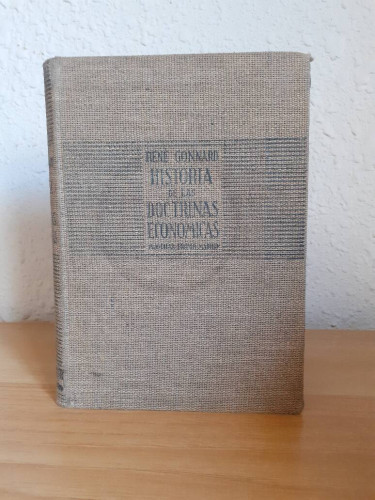 RENÉ GONNARD
HISTORIA
DE LAS
DOCTRINAS
ECONOMICAS